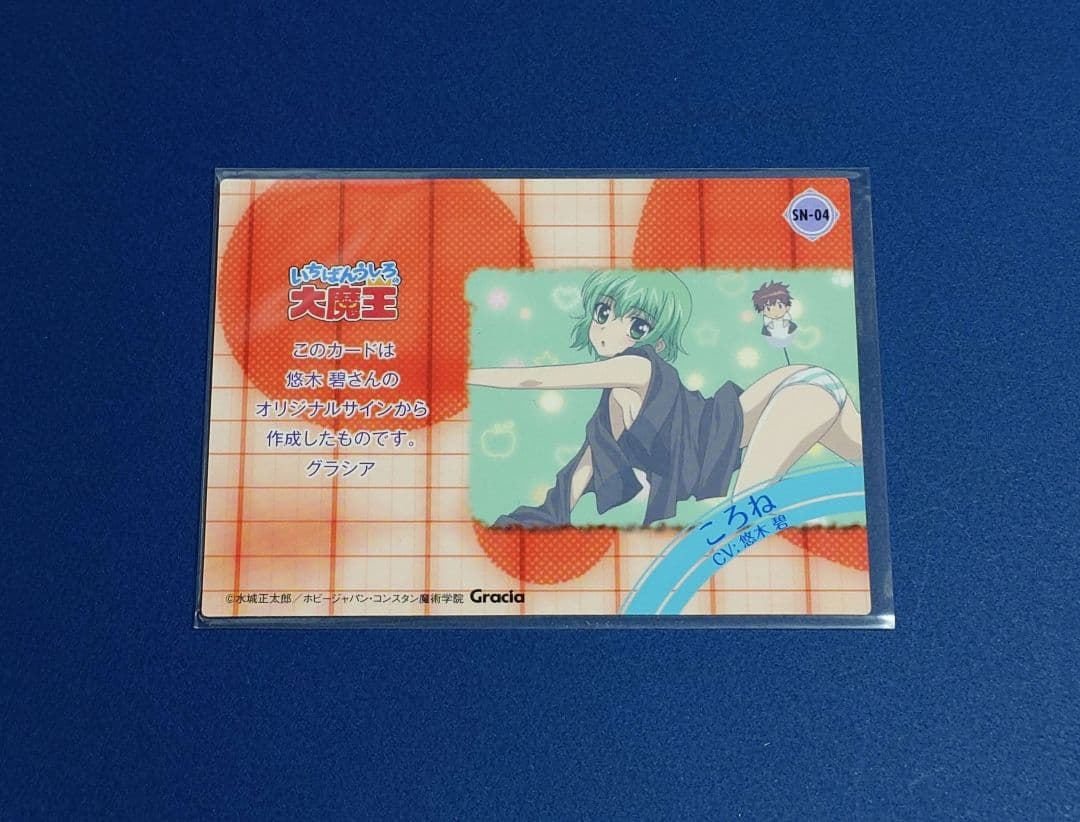 SN-04
いちばんうしろの
大魔王
このカードは
悠木 碧さんの
オリジナルサインから
作成したものです。
グラシア
ころね
CV:悠木 碧
©水城正太郎／ホビージャパン・コンスタン魔術学院 Gracia